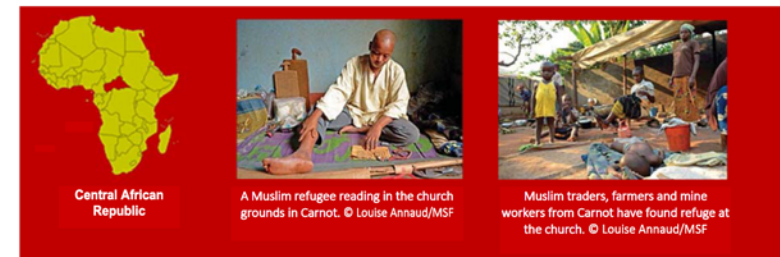 Central African
Republic
A Muslim refugee reading in the church
grounds in Carnot. © Louise Annaud/MSF
Muslim traders, farmers and mine
workers from Carnot have found refuge at
the church. © Louise Annaud/MSF